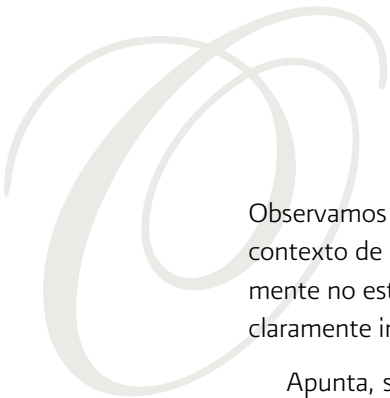 Observamos
contexto de
mente no est
claramente i
Apunta, s